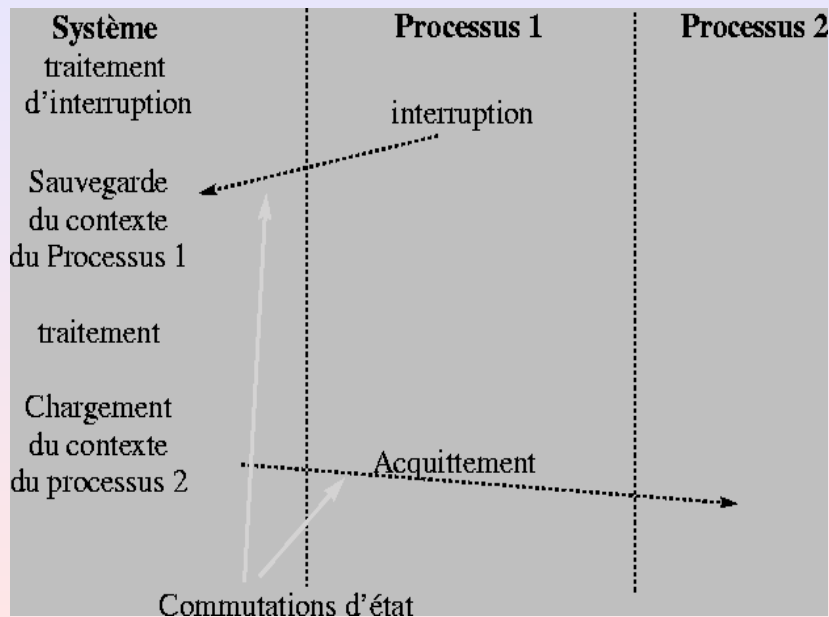 Système
Processus 1
Processus 2
traitement
d'interruption
interruption
Sauvegarde
du contexte
du Processus 1
traitement
Chargement
du contexte
du processus 2
Acquittement
Commutations d'état